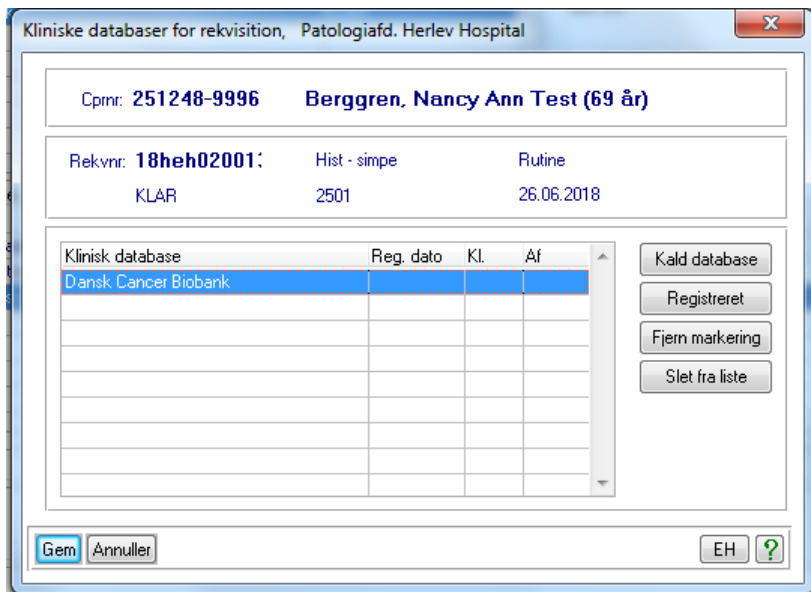 Kliniske databaser for rekvisition, Patologiafd. Herlev Hospital
Cprnr: 251248-9996 Berggren, Nancy Ann Test (69 år)
Rekvnr: 18heh02001 Hist - simpe Rutine
KLAR 2501 26.06.2018
Klinisk database Reg. dato Kl. Af
Dansk Cancer Biobank
Kald database
Registreret
Fjern markering
Slet fra liste
Gem Annuller EH ?